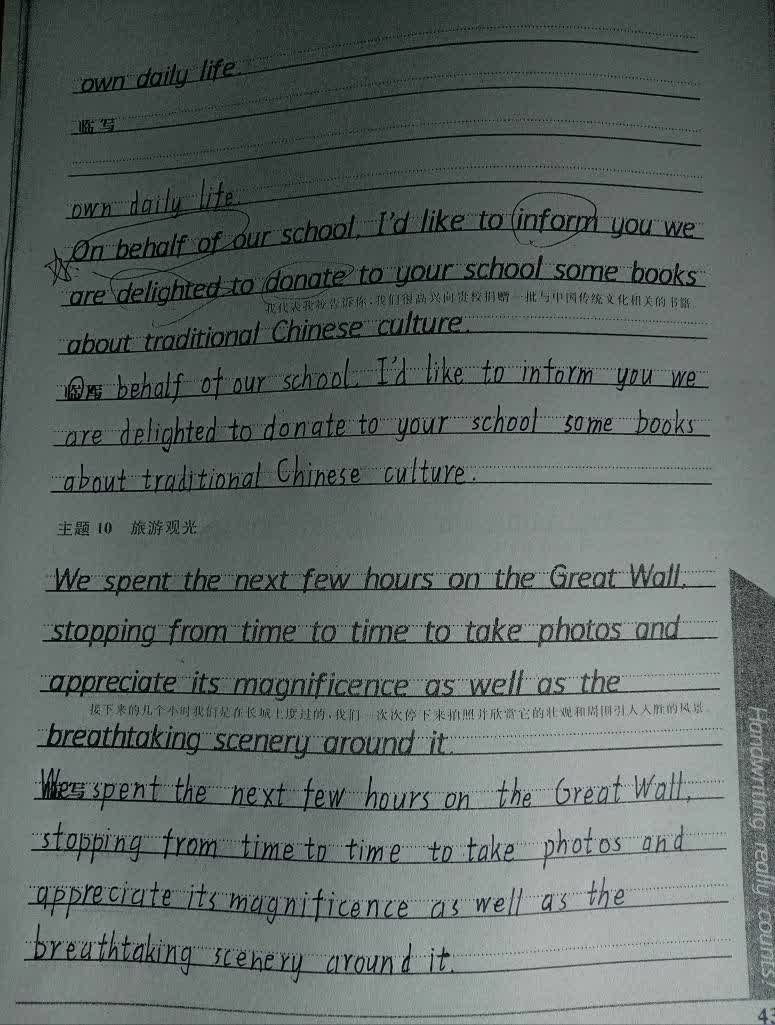 own daily life.
临写
own daily life.
On behalf of our school, I'd like to inform you we
are delighted to donate to your school some books
我代表我校告诉你,我们很高兴向贵校捐赠一批与中国传统文化相关的书籍。
about traditional Chinese culture.
临写
On behalf of our school, I'd like to inform you we
are delighted to donate to your school some books
about traditional Chinese culture.
主题 10 旅游观光
We spent the next few hours on the Great Wall,
stopping from time to time to take photos and
appreciate its magnificence as well as the
接下来的几个小时我们是在长城上度过的,我们一次次停下来拍照并欣赏它的壮观和周围引人入胜的风景。
breathtaking scenery around it.
临写
We spent the next few hours on the Great Wall,
stopping from time to time to take photos and
appreciate its magnificence as well as the
breathtaking scenery around it.
Handwriting really counts!